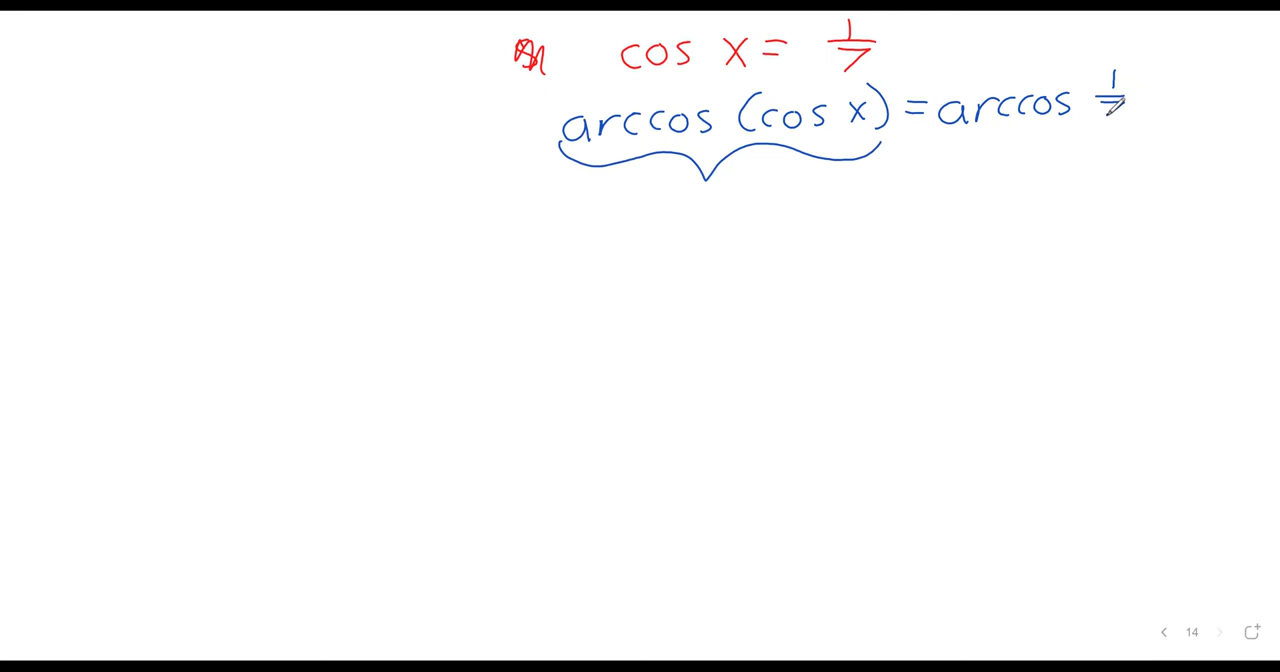 cos x = 1/7
arccos (cos x) = arccos 1/7
14